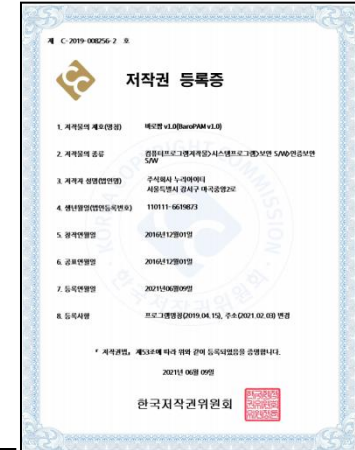 제 C-2019-008256-2 호
저작권 등록증
1. 저작물의 제호(명칭) 바로팜 v1.0(BaroPAM v1.0)
2. 저작물의 종류 컴퓨터프로그램저작물>시스템프로그램>보안 S/W>인증보안
S/W
3. 저작자 성명(법인명) 주식회사 누리아이티
서울특별시 강서구 마곡중앙2로
4. 생년월일(법인등록번호) 110111-6619873
5. 창작연월일 2016년12월01일
6. 공표연월일 2016년12월01일
7. 등록연월일 2021년06월09일
8. 등록사항 프로그램명칭(2019.04.15), 주소(2021.02.03) 변경
『 저작권법』 제53조에 따라 위와 같이 등록되었음을 증명합니다.
2021년 06월 09일
한국저작권위원회